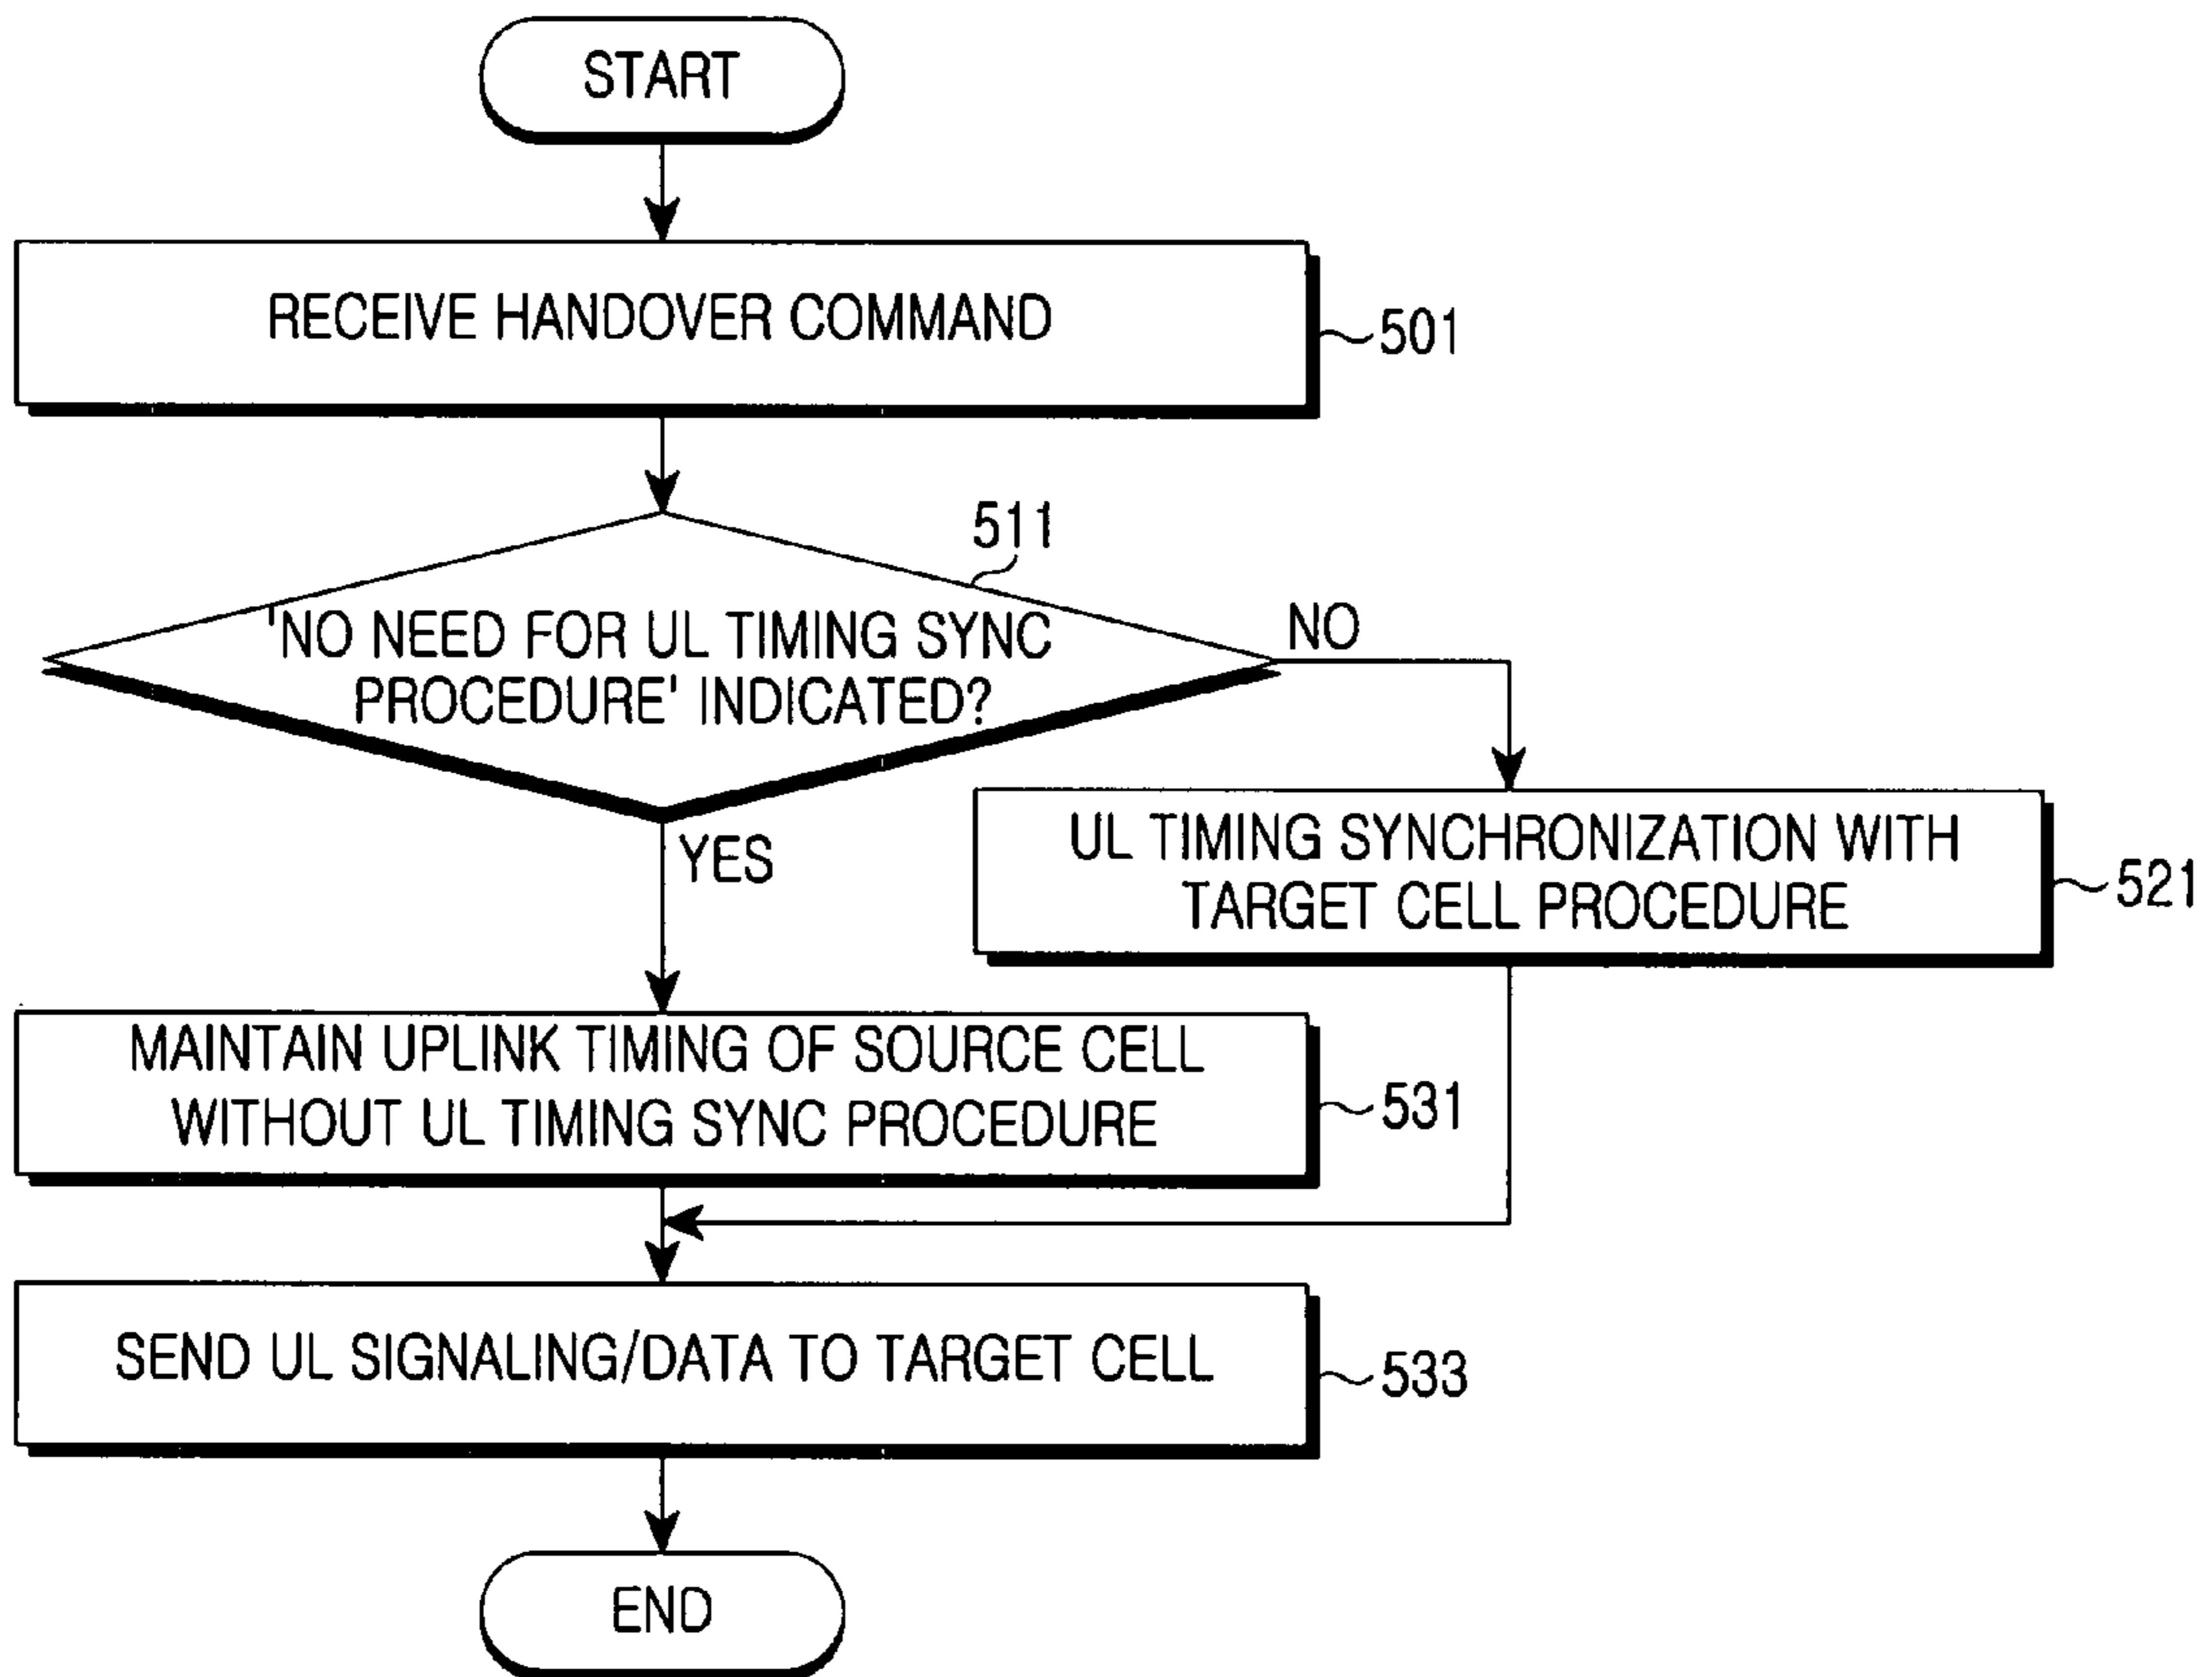 START
RECEIVE HANDOVER COMMAND
501
511
'NO NEED FOR UL TIMING SYNC
PROCEDURE' INDICATED?
NO
YES
UL TIMING SYNCHRONIZATION WITH
TARGET CELL PROCEDURE
521
MAINTAIN UPLINK TIMING OF SOURCE CELL
WITHOUT UL TIMING SYNC PROCEDURE
531
SEND UL SIGNALING/DATA TO TARGET CELL
533
END